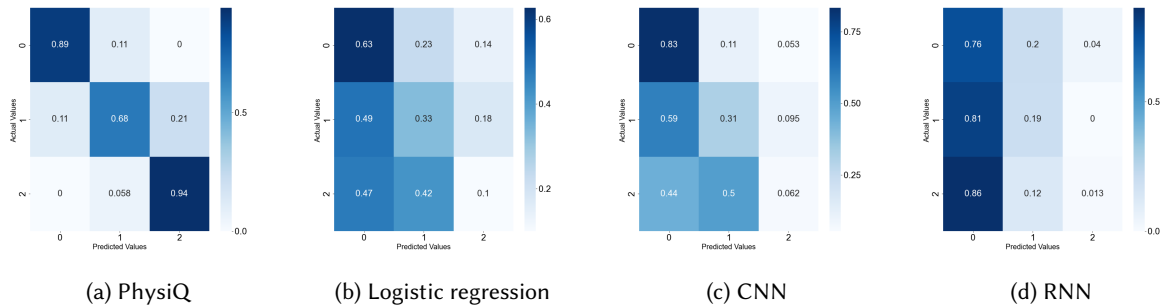 0 0.89 0.11 0
Actual Values
1 0.11 0.68 0.21
2 0 0.058 0.94
0 1 2
Predicted Values
0.5
0.0
(a) PhysiQ
0 0.63 0.23 0.14
Actual Values
1 0.49 0.33 0.18
2 0.47 0.42 0.1
0 1 2
Predicted Values
0.6
0.4
0.2
(b) Logistic regression
0 0.83 0.11 0.053
Actual Values
1 0.59 0.31 0.095
2 0.44 0.5 0.062
0 1 2
Predicted Values
0.75
0.50
0.25
(c) CNN
0 0.76 0.2 0.04
Actual Values
1 0.81 0.19 0
2 0.86 0.12 0.013
0 1 2
Predicted Values
0.5
0.0
(d) RNN